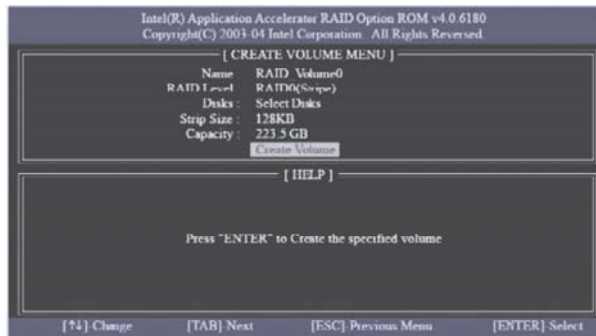 Intel(R) Application Accelerator RAID Option ROM v4.0.6180
Copyright(C) 2003-04 Intel Corporation. All Rights Reversed.
[ CREATE VOLUME MENU ]
Name RAID_Volume0
RAID Level RAID0(Stripe)
Disks : Select Disks
Strip Size : 128KB
Capacity : 223.5 GB
Create Volume
[ HELP ]
Press "ENTER" to Create the specified volume
[↑↓]-Change [TAB]-Next [ESC]-Previous Menu [ENTER]-Select